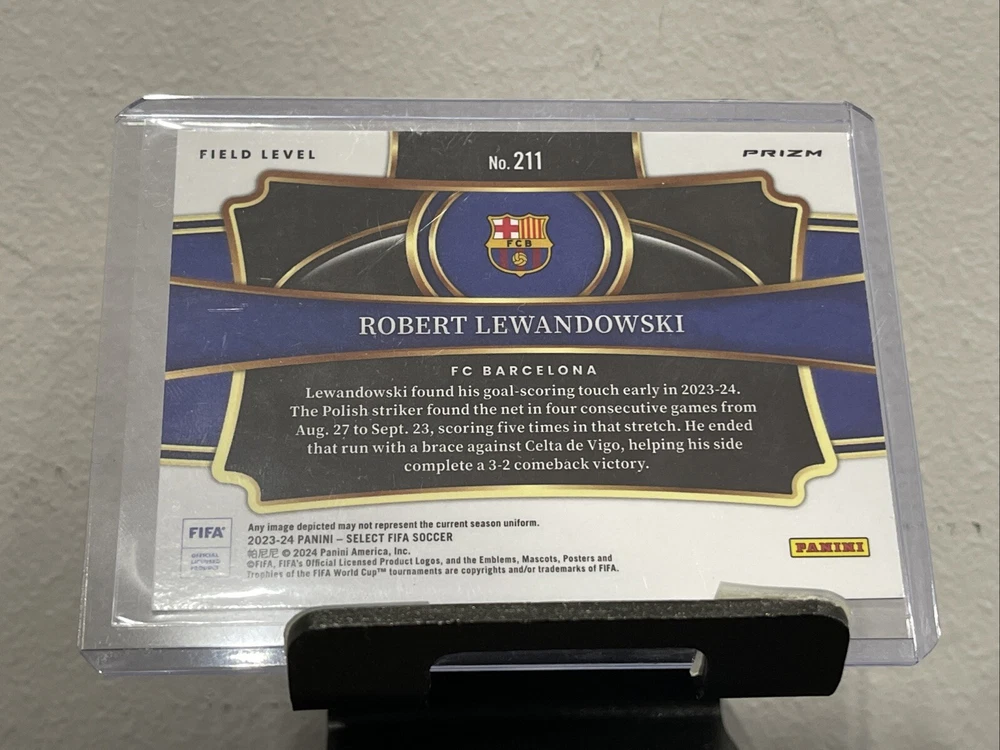 FIELD LEVEL
No. 211
PRIZM
FCB
ROBERT LEWANDOWSKI
FC BARCELONA
Lewandowski found his goal-scoring touch early in 2023-24.
The Polish striker found the net in four consecutive games from
Aug. 27 to Sept. 23, scoring five times in that stretch. He ended
that run with a brace against Celta de Vigo, helping his side
complete a 3-2 comeback victory.
FIFA®
OFFICIAL
LICENSED
PRODUCT
Any image depicted may not represent the current season uniform.
2023-24 PANINI – SELECT FIFA SOCCER
帕尼尼 © 2024 Panini America, Inc.
©FIFA, FIFA's Official Licensed Product Logos, and the Emblems, Mascots, Posters and
Trophies of the FIFA World Cup™ tournaments are copyrights and/or trademarks of FIFA.
PANINI